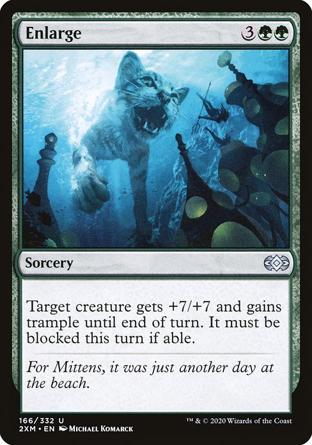 Enlarge 3
Sorcery
Target creature gets +7/+7 and gains
trample until end of turn. It must be
blocked this turn if able.
For Mittens, it was just another day at
the beach.
166/332 U
2XM • EN Michael Komarck
™ & © 2020 Wizards of the Coast